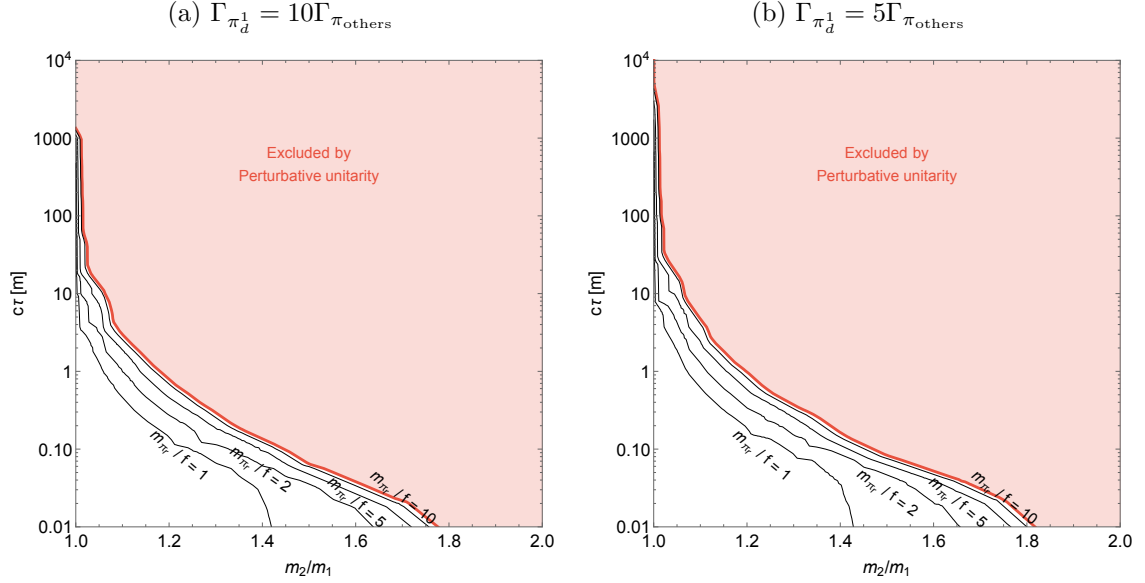 (a) Γ_{π_d^1} = 10Γ_{π_others}
10^4
1000
100
10
1
0.10
0.01
cτ [m]
Excluded by
Perturbative unitarity
m_{π_r} / f = 1
m_{π_r} / f = 2
m_{π_r} / f = 5
m_{π_r} / f = 10
1.0 1.2 1.4 1.6 1.8 2.0
m_2/m_1
(b) Γ_{π_d^1} = 5Γ_{π_others}
10^4
1000
100
10
1
0.10
0.01
cτ [m]
Excluded by
Perturbative unitarity
m_{π_r} / f = 1
m_{π_r} / f = 2
m_{π_r} / f = 5
m_{π_r} / f = 10
1.0 1.2 1.4 1.6 1.8 2.0
m_2/m_1